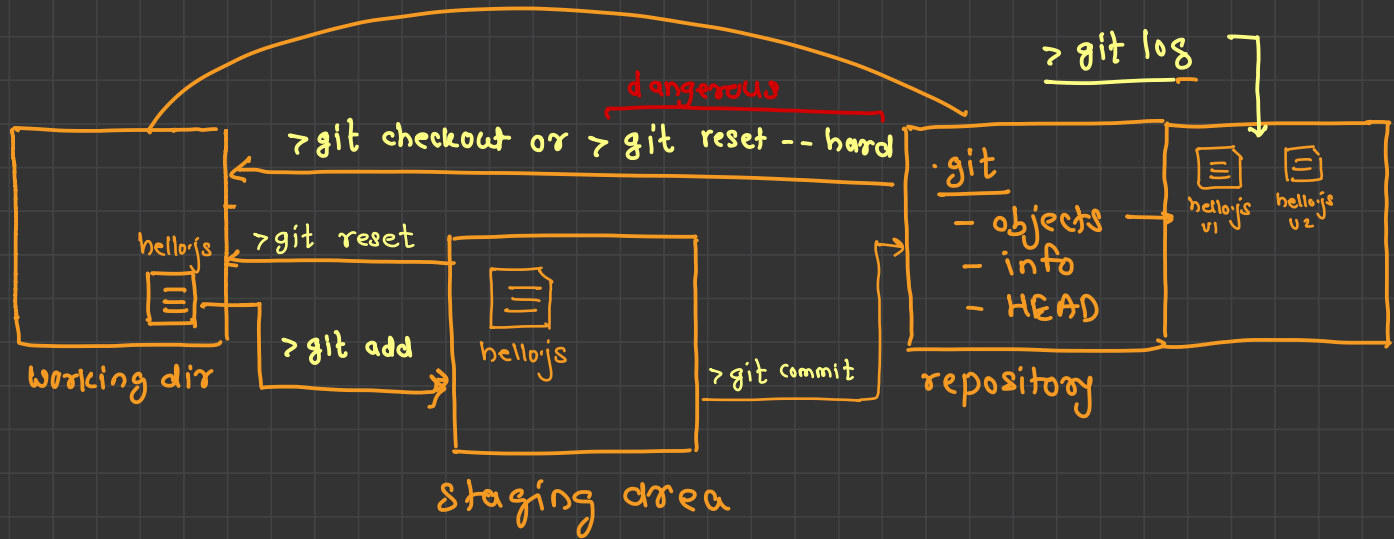 > git log
dangerous
>git checkout or > git reset --hard
.git
- objects
- info
- HEAD
hello.js
v1
hello.js
v2
hello.js
>git reset
>git add
hello.js
>git commit
working dir
repository
staging area